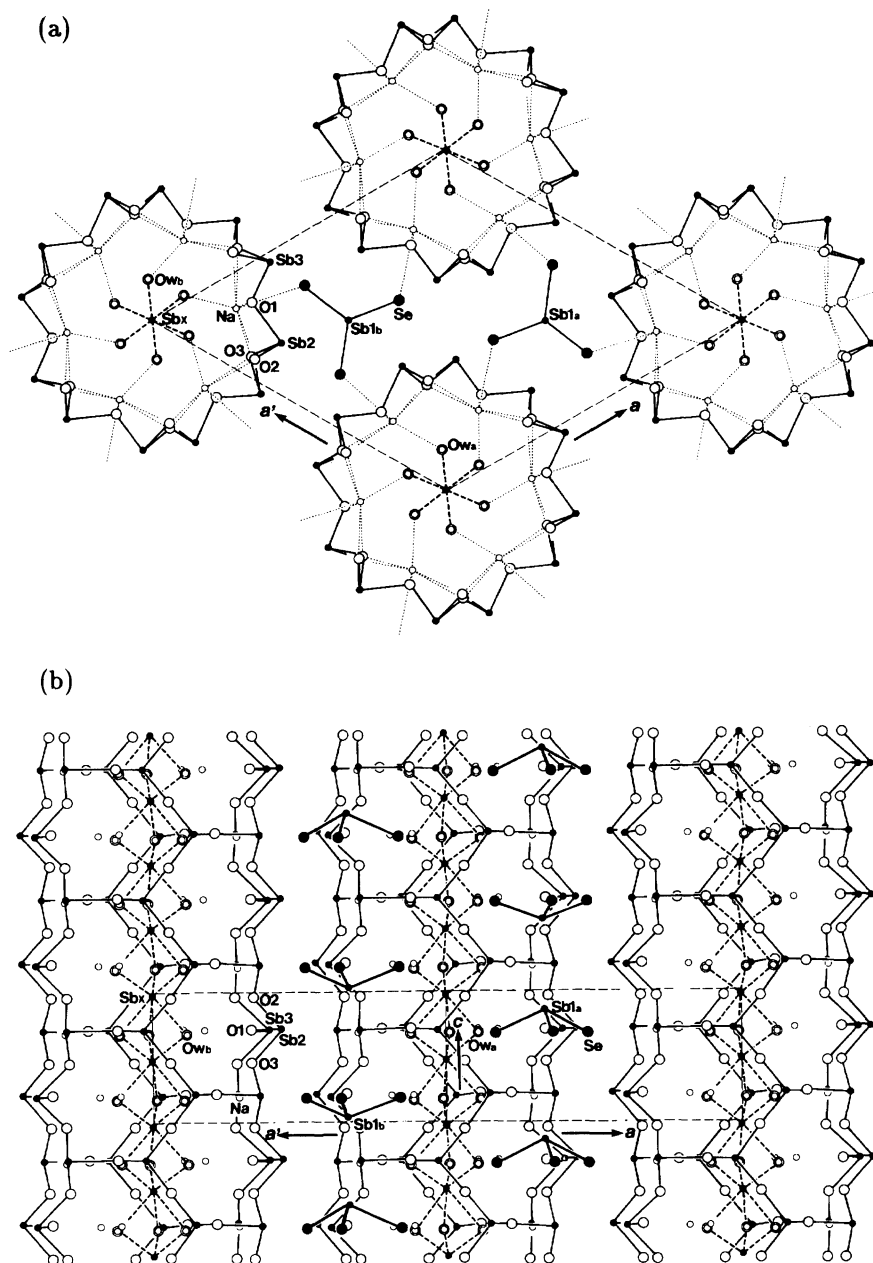 (a)
Sb3
Owb
O1
Sbx
Na
Se
Sb1b
Sb1a
Sb2
O3
O2
a'
a
Owa
(b)
Sbx
O2
Sb3
O1
Sb2
Owb
O3
Na
c
Sb1a
Owa
Se
Sb1b
a'
a